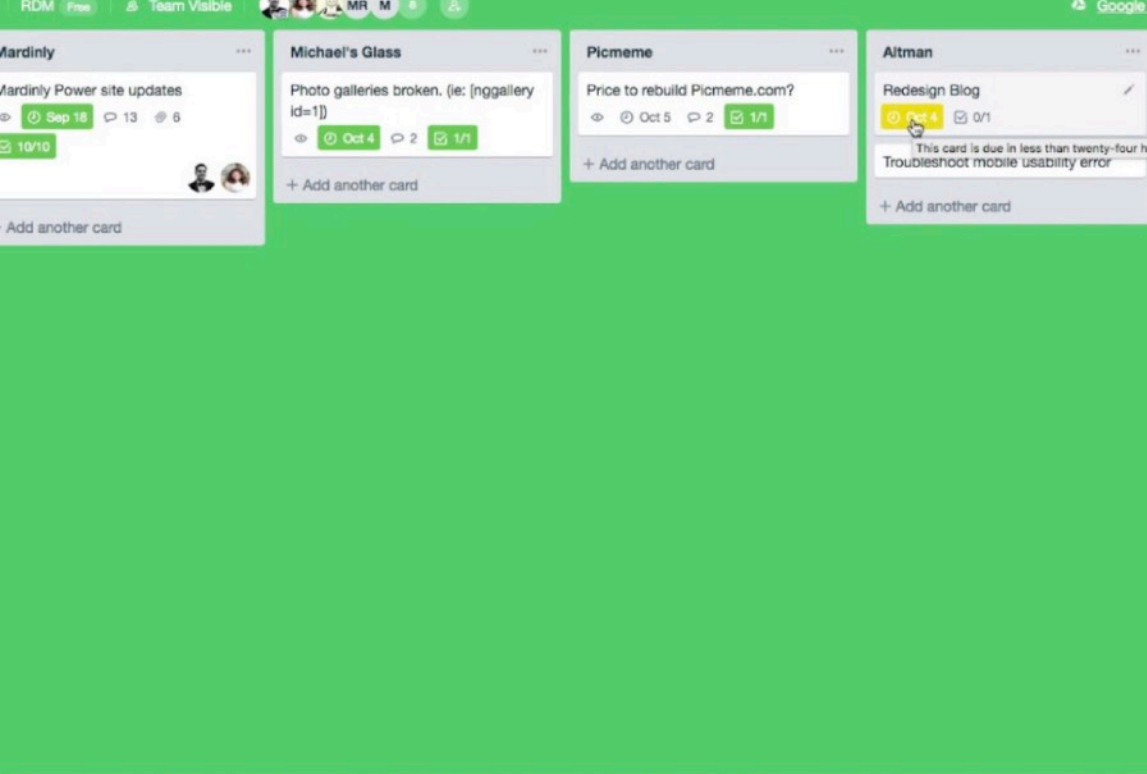 RDM Free Team Visible MR M 8 Google
Mardinly ...
Mardinly Power site updates
Sep 18 13 6
10/10
Add another card
Michael's Glass ...
Photo galleries broken. (ie: [nggallery
id=1])
Oct 4 2 1/1
+ Add another card
Picmeme ...
Price to rebuild Picmeme.com?
Oct 5 2 1/1
+ Add another card
Altman ...
Redesign Blog
Oct 4 0/1
This card is due in less than twenty-four h
Troubleshoot mobile usability error
+ Add another card